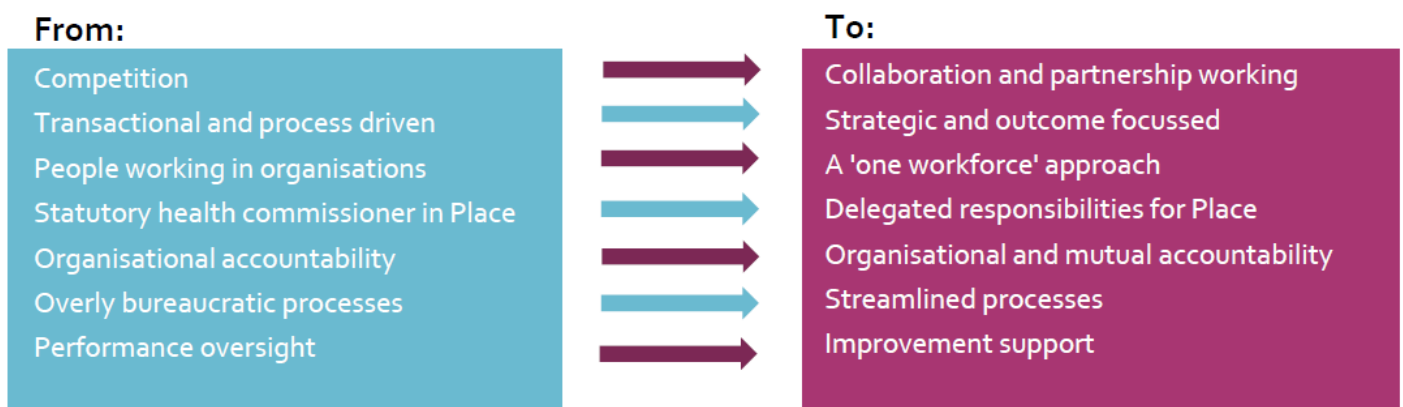 From:
Competition
Transactional and process driven
People working in organisations
Statutory health commissioner in Place
Organisational accountability
Overly bureaucratic processes
Performance oversight
To:
Collaboration and partnership working
Strategic and outcome focussed
A 'one workforce' approach
Delegated responsibilities for Place
Organisational and mutual accountability
Streamlined processes
Improvement support